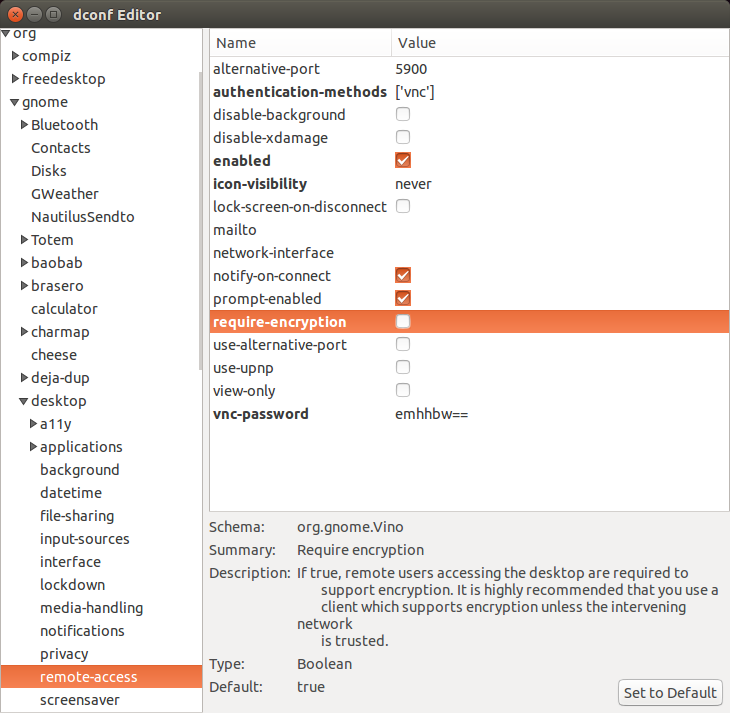 dconf Editor
org
compiz
freedesktop
gnome
Bluetooth
Contacts
Disks
GWeather
NautilusSendto
Totem
baobab
brasero
calculator
charmap
cheese
deja-dup
desktop
a11y
applications
background
datetime
file-sharing
input-sources
interface
lockdown
media-handling
notifications
privacy
remote-access
screensaver
Name Value
alternative-port 5900
authentication-methods ['vnc']
disable-background
disable-xdamage
enabled
icon-visibility never
lock-screen-on-disconnect
mailto
network-interface
notify-on-connect
prompt-enabled
require-encryption
use-alternative-port
use-upnp
view-only
vnc-password emhhbw==
Schema: org.gnome.Vino
Summary: Require encryption
Description: If true, remote users accessing the desktop are required to
support encryption. It is highly recommended that you use a
client which supports encryption unless the intervening
network
is trusted.
Type: Boolean
Default: true
Set to Default